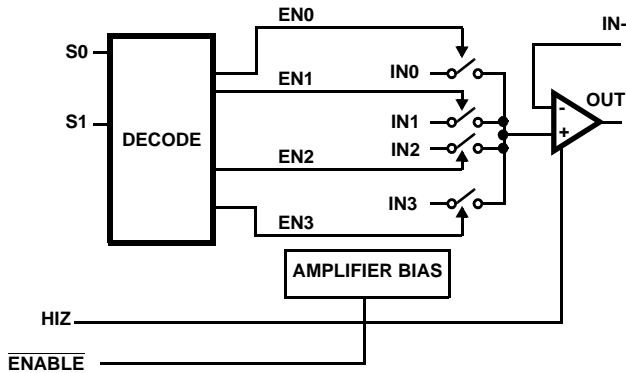 EN0
IN-
S0
IN0
EN1
OUT
S1
IN1
-
DECODE
+
IN2
EN2
IN3
EN3
AMPLIFIER BIAS
HIZ
ENABLE